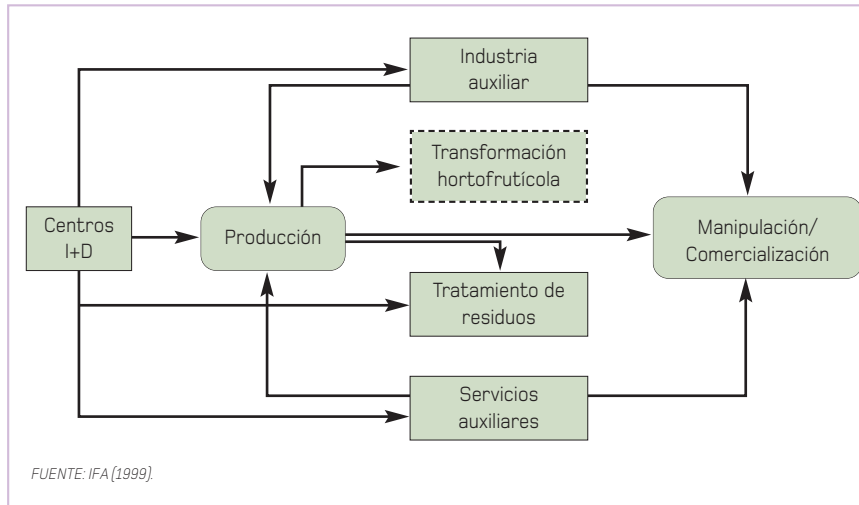 Industria
auxiliar
Transformación
hortofrutícola
Centros
I+D
Producción
Manipulación/
Comercialización
Tratamiento de
residuos
Servicios
auxiliares
FUENTE: IFA (1999).